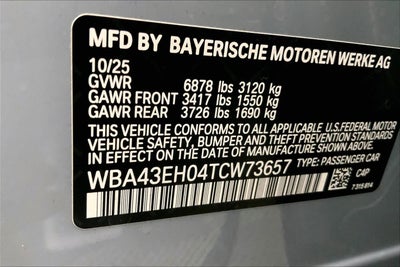 MFD BY BAYERISCHE MOTOREN WERKE AG
10/25
GVWR 6878 lbs 3120 kg
GAWR FRONT 3417 lbs 1550 kg
GAWR REAR 3726 lbs 1690 kg
THIS VEHICLE CONFORMS TO ALL APPLICABLE U.S.FEDERAL MOTOR
VEHICLE SAFETY, BUMPER AND THEFT PREVENTION STANDARDS
IN EFFECT ON THE DATE OF MANUFACTURE SHOWN ABOVE.
WBA43EH04TCW73657 TYPE: PASSENGER CAR
C4P